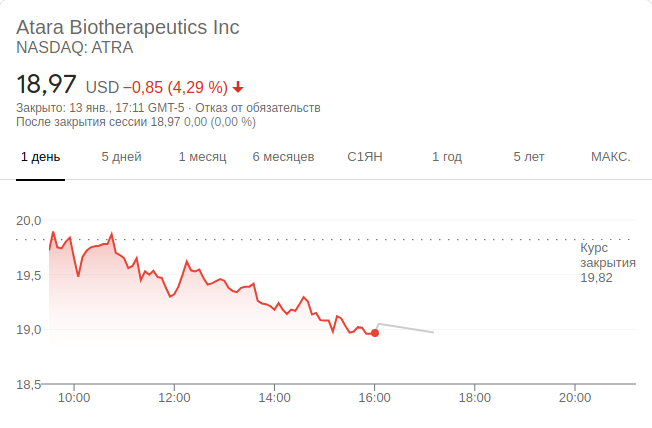 Atara Biotherapeutics Inc
NASDAQ: ATRA
18,97 USD −0,85 (4,29 %)
Закрыто: 13 янв., 17:11 GMT-5 · Отказ от обязательств
После закрытия сессии 18,97 0,00 (0,00 %)
1 день 5 дней 1 месяц 6 месяцев С1ЯН 1 год 5 лет МАКС.
20,0
Курс
закрытия
19,82
19,5
19,0
18,5
10:00 12:00 14:00 16:00 18:00 20:00